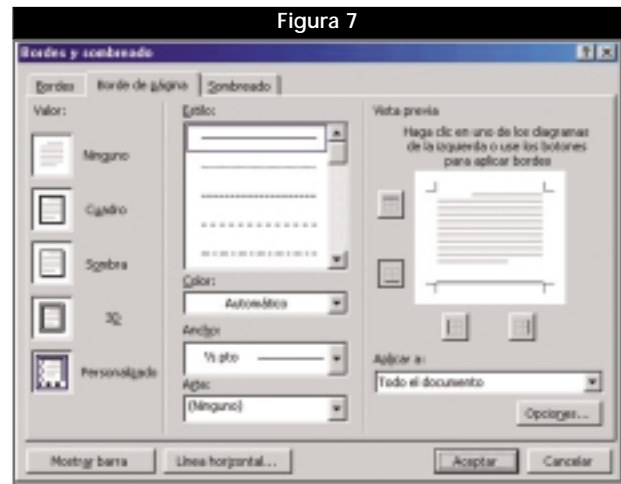 Figura 7
Bordes y sombreado
Bordes
Borde de página
Sombreado
Valor:
Ninguno
Cuadro
Sombra
3D
Personalizado
Estilo:
Color:
Automático
Ancho:
½ pto
Arte:
(Ninguno)
Vista previa
Haga clic en uno de los diagramas
de la izquierda o use los botones
para aplicar bordes
Aplicar a:
Todo el documento
Opciones...
Mostrar barra
Línea horizontal...
Aceptar
Cancelar